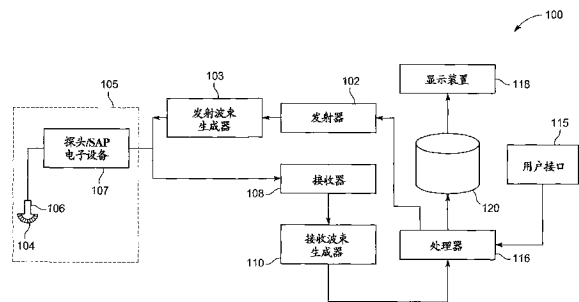 100
105
103
102
显示装置
118
115
探头/SAP
电子设备
107
发射波束
生成器
发射器
用户接口
106
104
108
接收器
120
110
接收波束
生成器
处理器
116